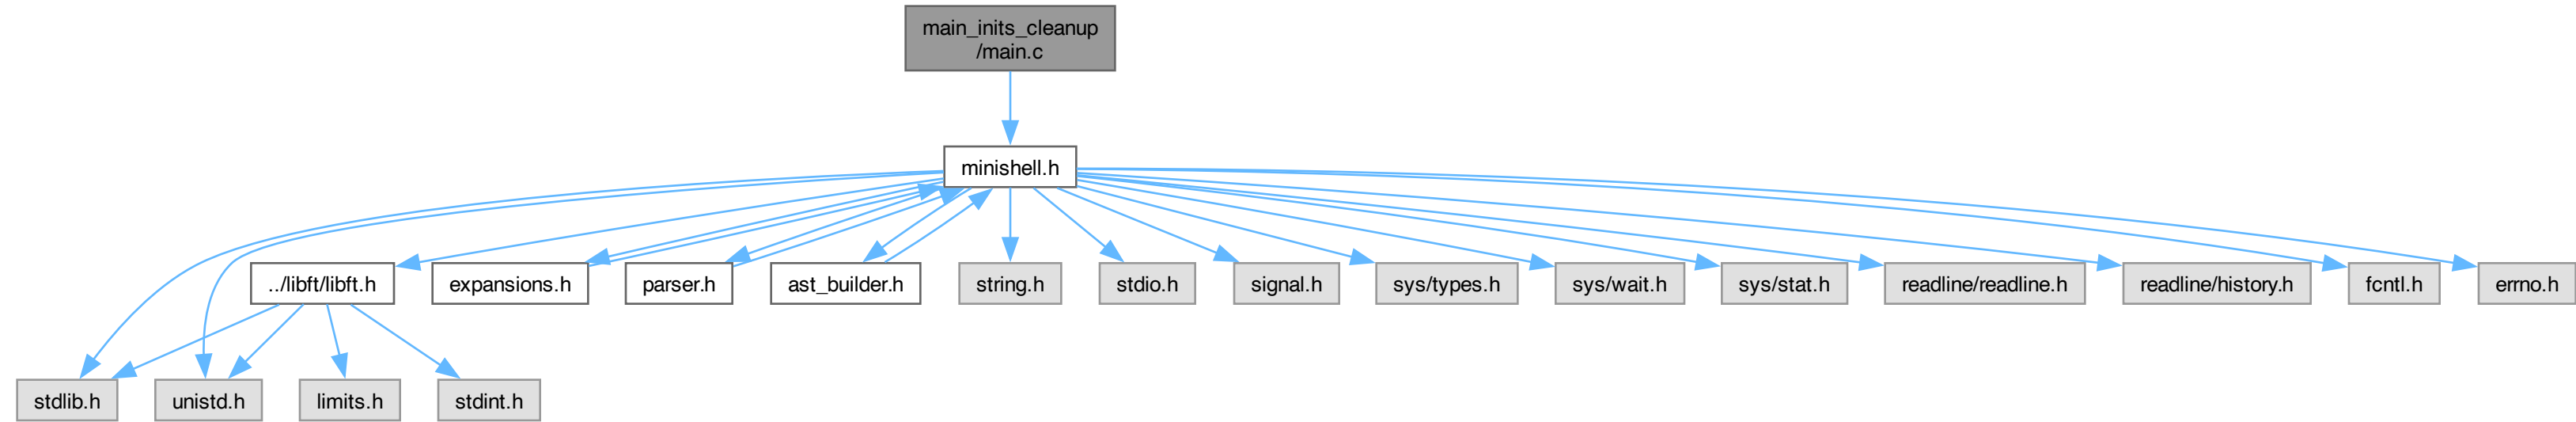 main_inits_cleanup
/main.c
minishell.h
../libft/libft.h
expansions.h
parser.h
ast_builder.h
string.h
stdio.h
signal.h
sys/types.h
sys/wait.h
sys/stat.h
readline/readline.h
readline/history.h
fcntl.h
errno.h
stdlib.h
unistd.h
limits.h
stdint.h